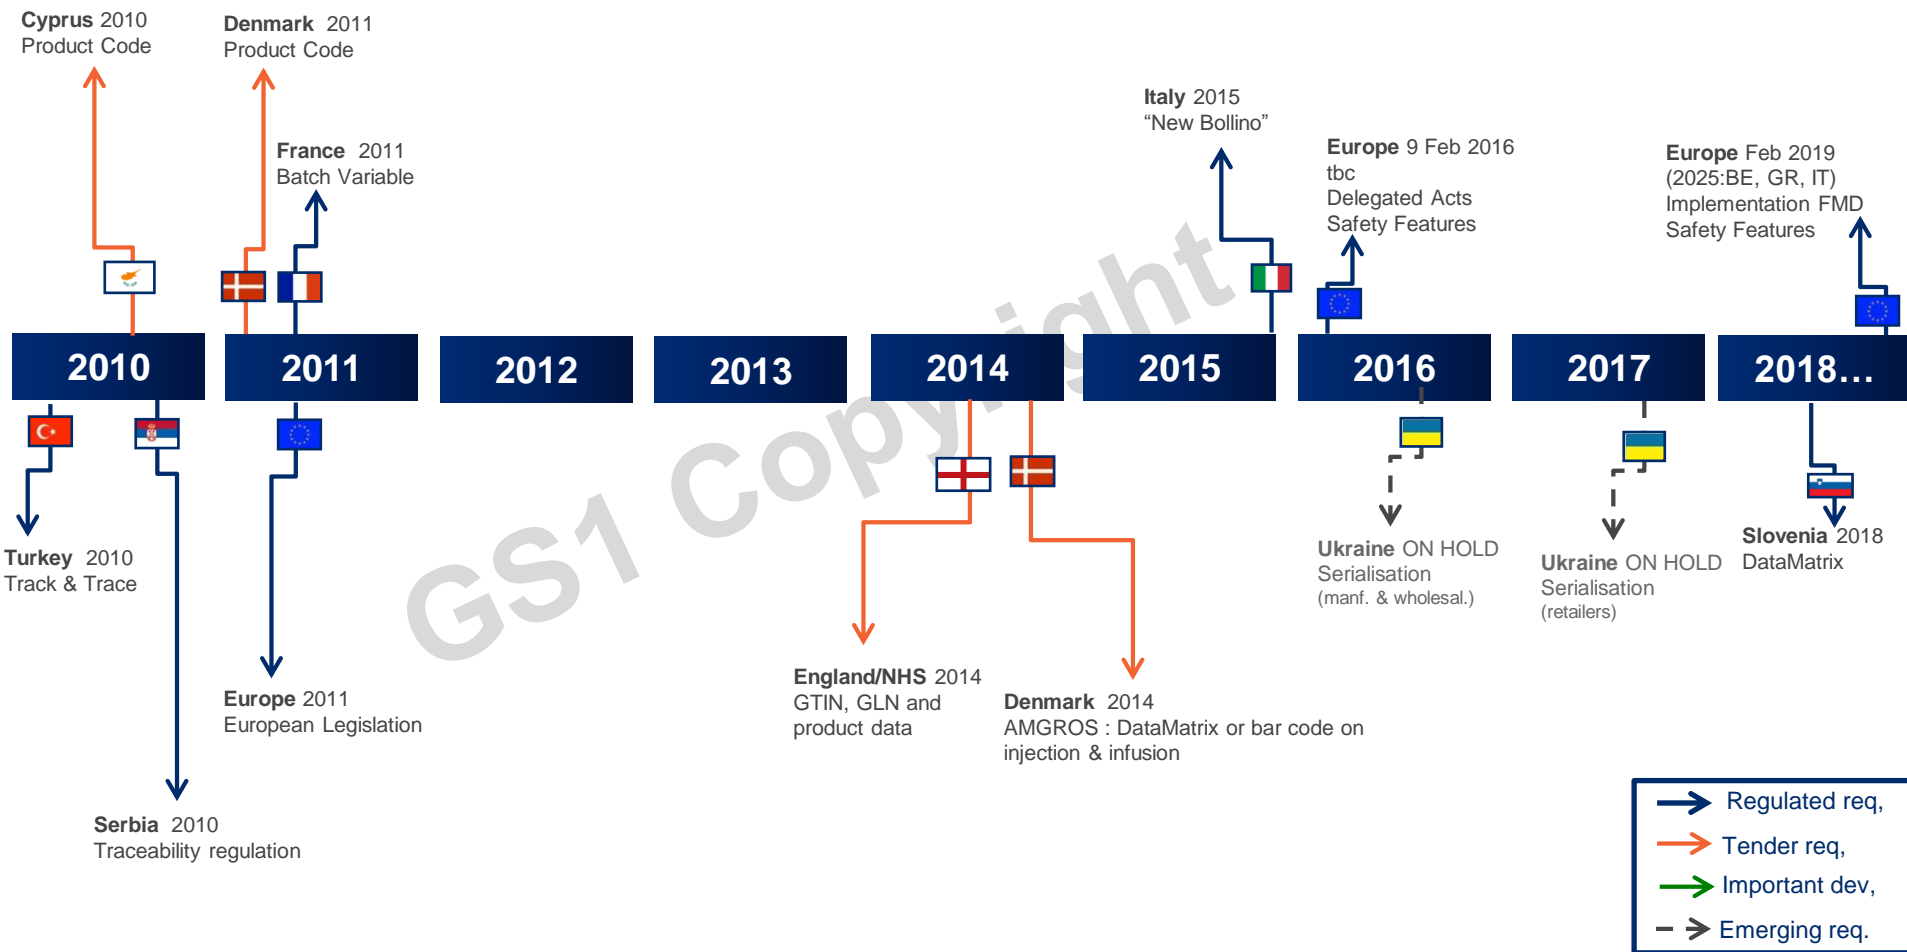 Cyprus 2010
Product Code
Denmark 2011
Product Code
France 2011
Batch Variable
Italy 2015
“New Bollino”
Europe 9 Feb 2016
tbc
Delegated Acts
Safety Features
Europe Feb 2019
(2025:BE, GR, IT)
Implementation FMD
Safety Features
2010
2011
2012
2013
2014
2015
2016
2017
2018...
GS1 Copyright
Turkey 2010
Track & Trace
Serbia 2010
Traceability regulation
Europe 2011
European Legislation
England/NHS 2014
GTIN, GLN and
product data
Denmark 2014
AMGROS : DataMatrix or bar code on
injection & infusion
Ukraine ON HOLD
Serialisation
(manf. & wholesal.)
Ukraine ON HOLD
Serialisation
(retailers)
Slovenia 2018
DataMatrix
Regulated req,
Tender req,
Important dev,
Emerging req.